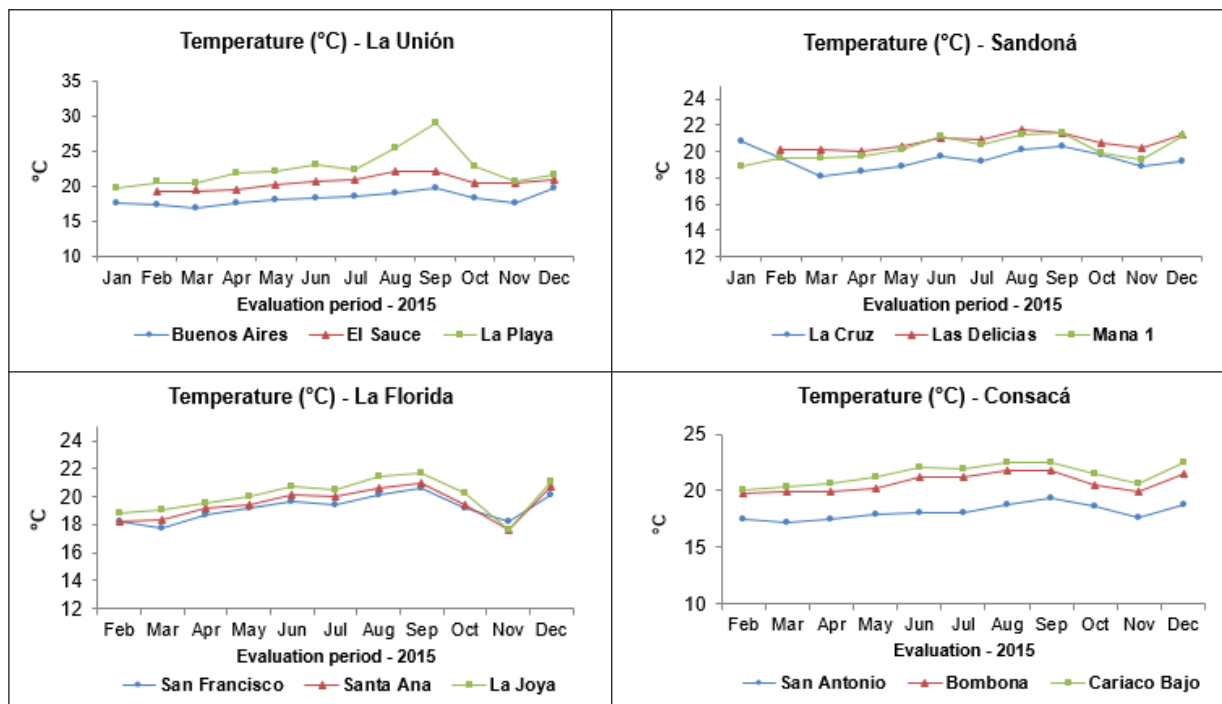 Temperature (°C) - La Unión
35
30
25
20
15
10
°C
Jan Feb Mar Apr May Jun Jul Aug Sep Oct Nov Dec
Evaluation period - 2015
Buenos Aires El Sauce La Playa
Temperature (°C) - Sandoná
24
22
20
18
16
14
12
°C
Jan Feb Mar Apr May Jun Jul Aug Sep Oct Nov Dec
Evaluation period - 2015
La Cruz Las Delicias Mana 1
Temperature (°C) - La Florida
24
22
20
18
16
14
12
°C
Feb Mar Apr May Jun Jul Aug Sep Oct Nov Dec
Evaluation period - 2015
San Francisco Santa Ana La Joya
Temperature (°C) - Consacá
25
20
15
10
°C
Feb Mar Apr May Jun Jul Aug Sep Oct Nov Dec
Evaluation - 2015
San Antonio Bombona Cariaco Bajo